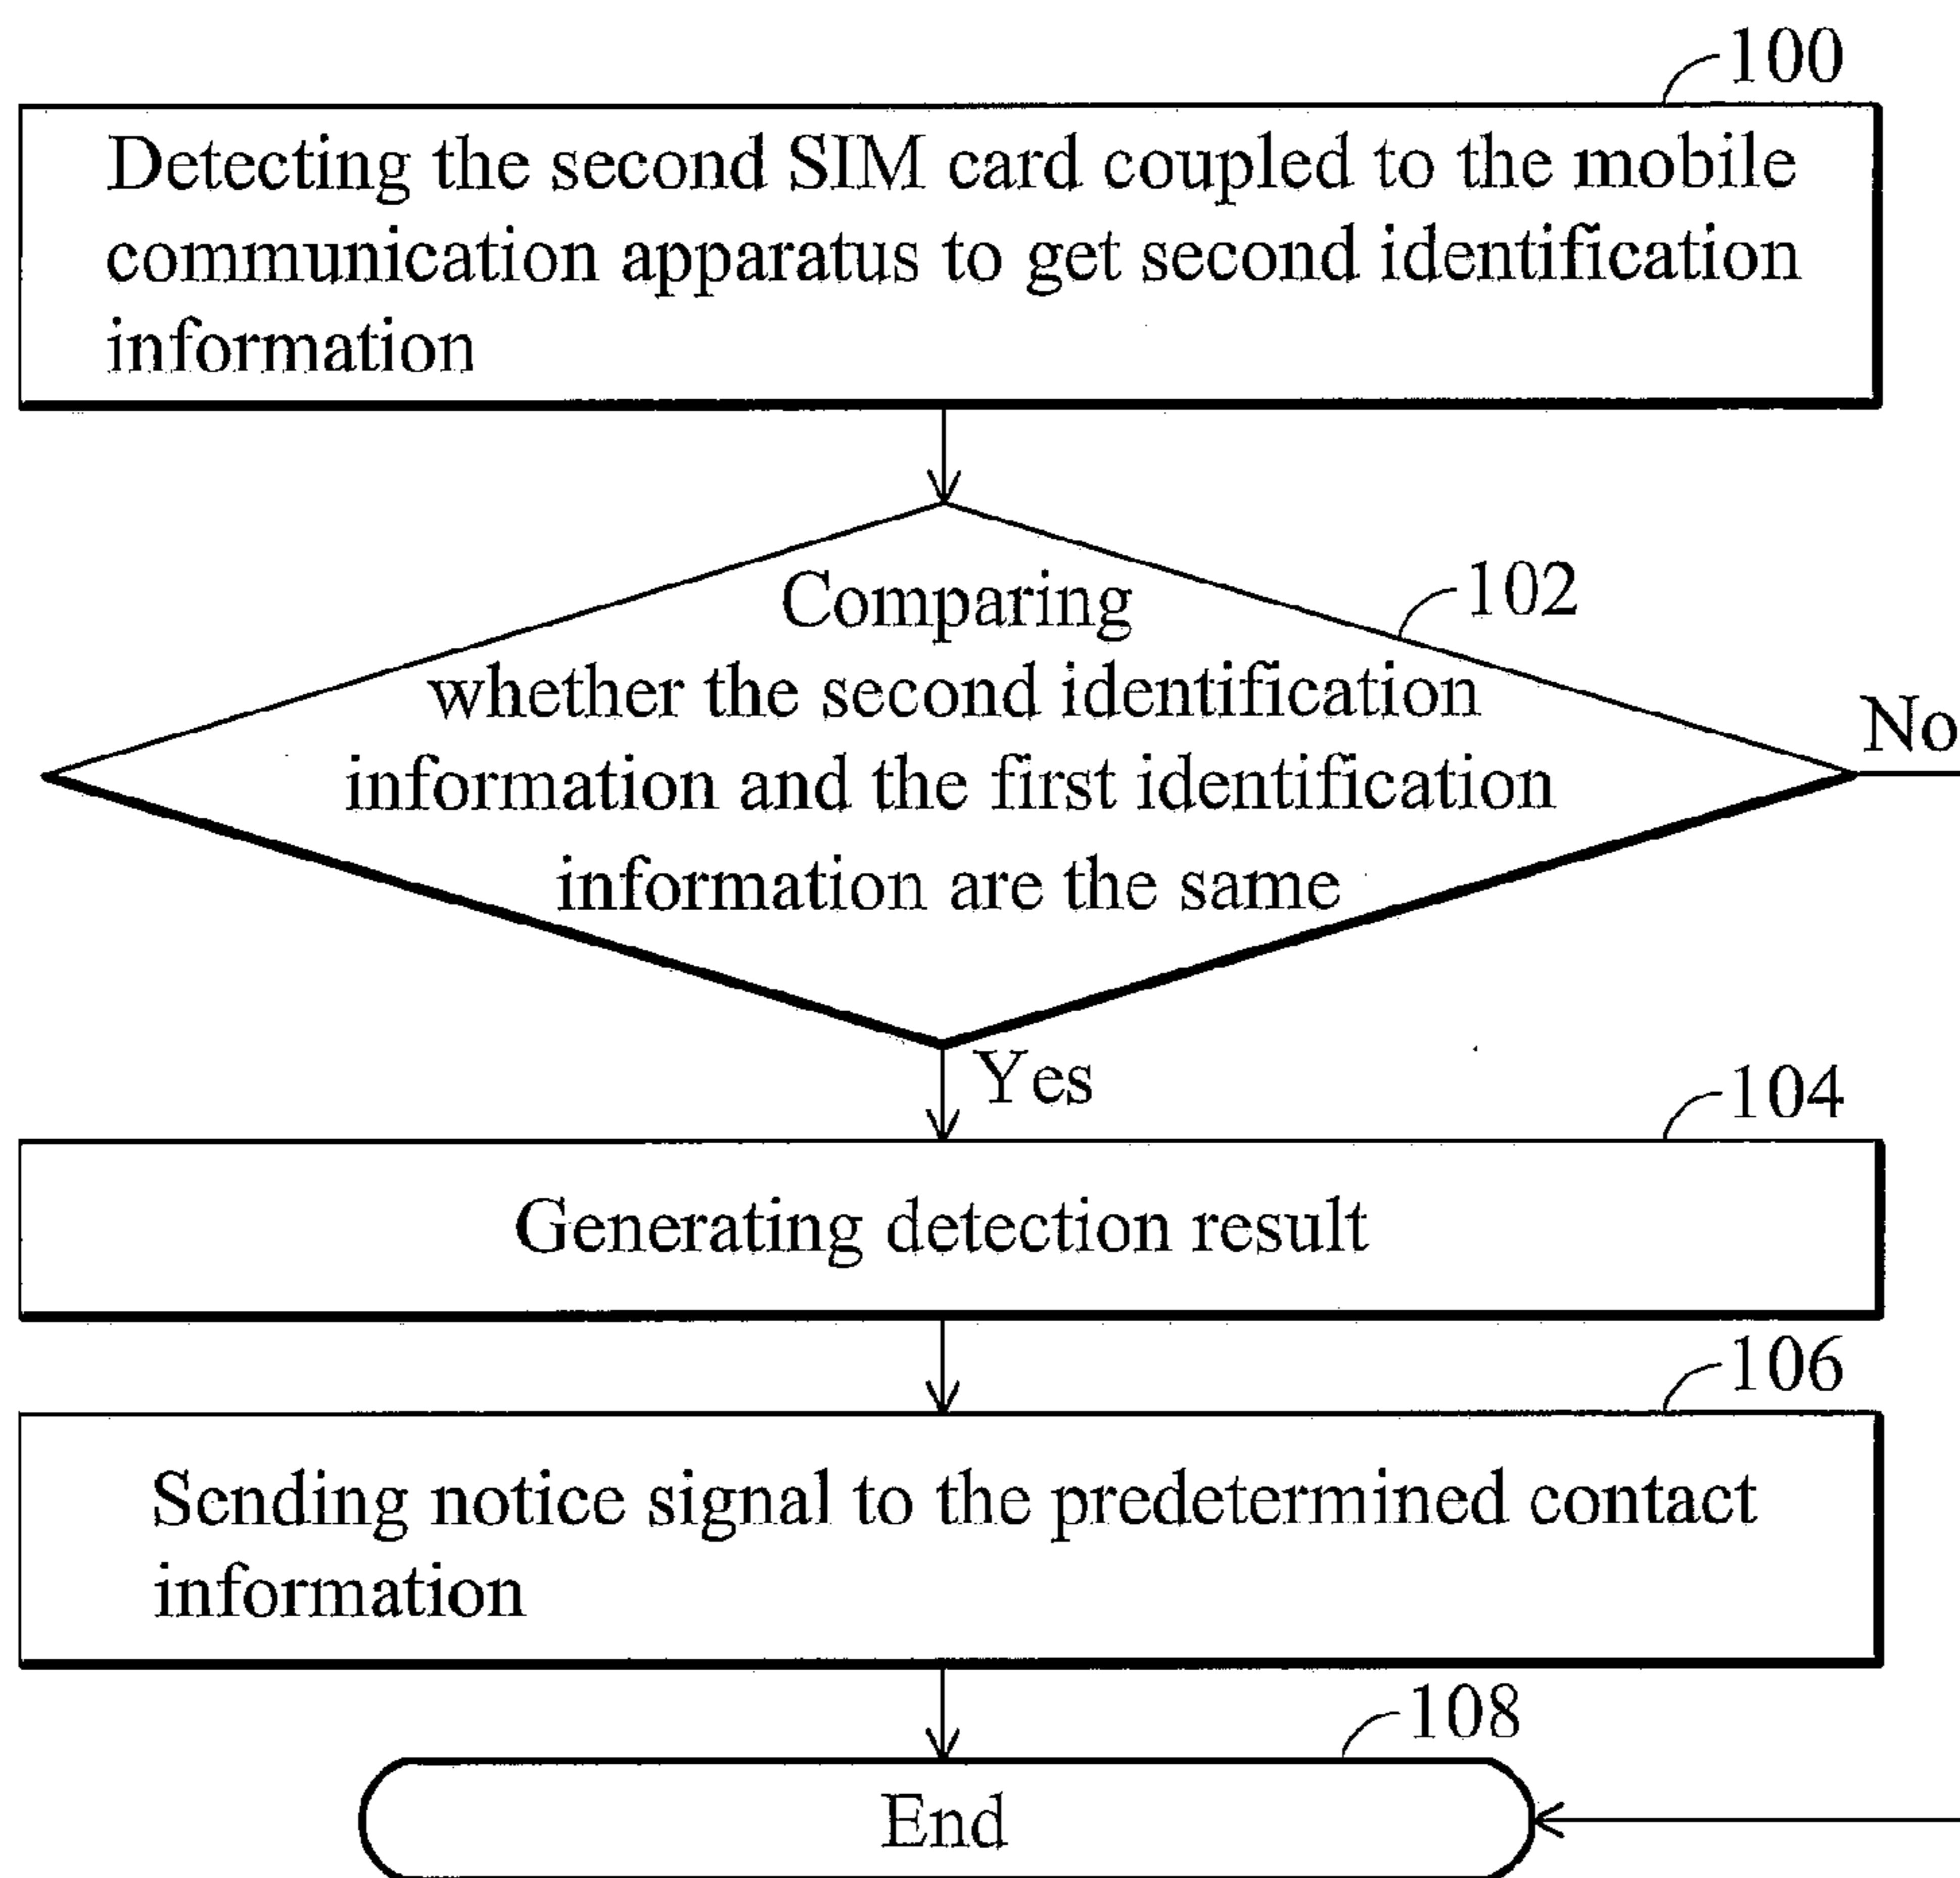 100
Detecting the second SIM card coupled to the mobile
communication apparatus to get second identification
information
102
Comparing
whether the second identification
information and the first identification
information are the same
No
Yes
104
Generating detection result
106
Sending notice signal to the predetermined contact
information
108
End